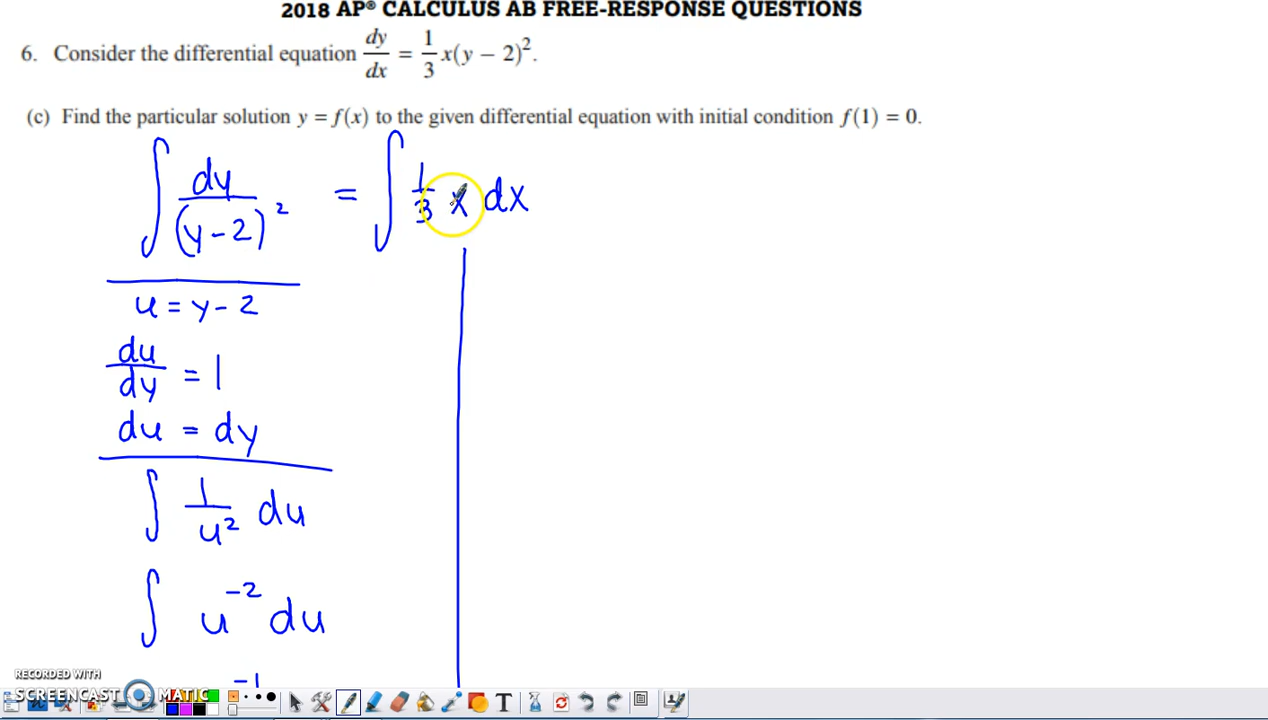 2018 AP® CALCULUS AB FREE-RESPONSE QUESTIONS
6. Consider the differential equation dy/dx = 1/3 x(y − 2)².
(c) Find the particular solution y = f(x) to the given differential equation with initial condition f(1) = 0.
∫ dy/(y-2)² = ∫ 1/3 x dx
u = y - 2
du/dy = 1
du = dy
∫ 1/u² du
∫ u⁻² du
-1
RECORDED WITH
SCREENCAST MATIC